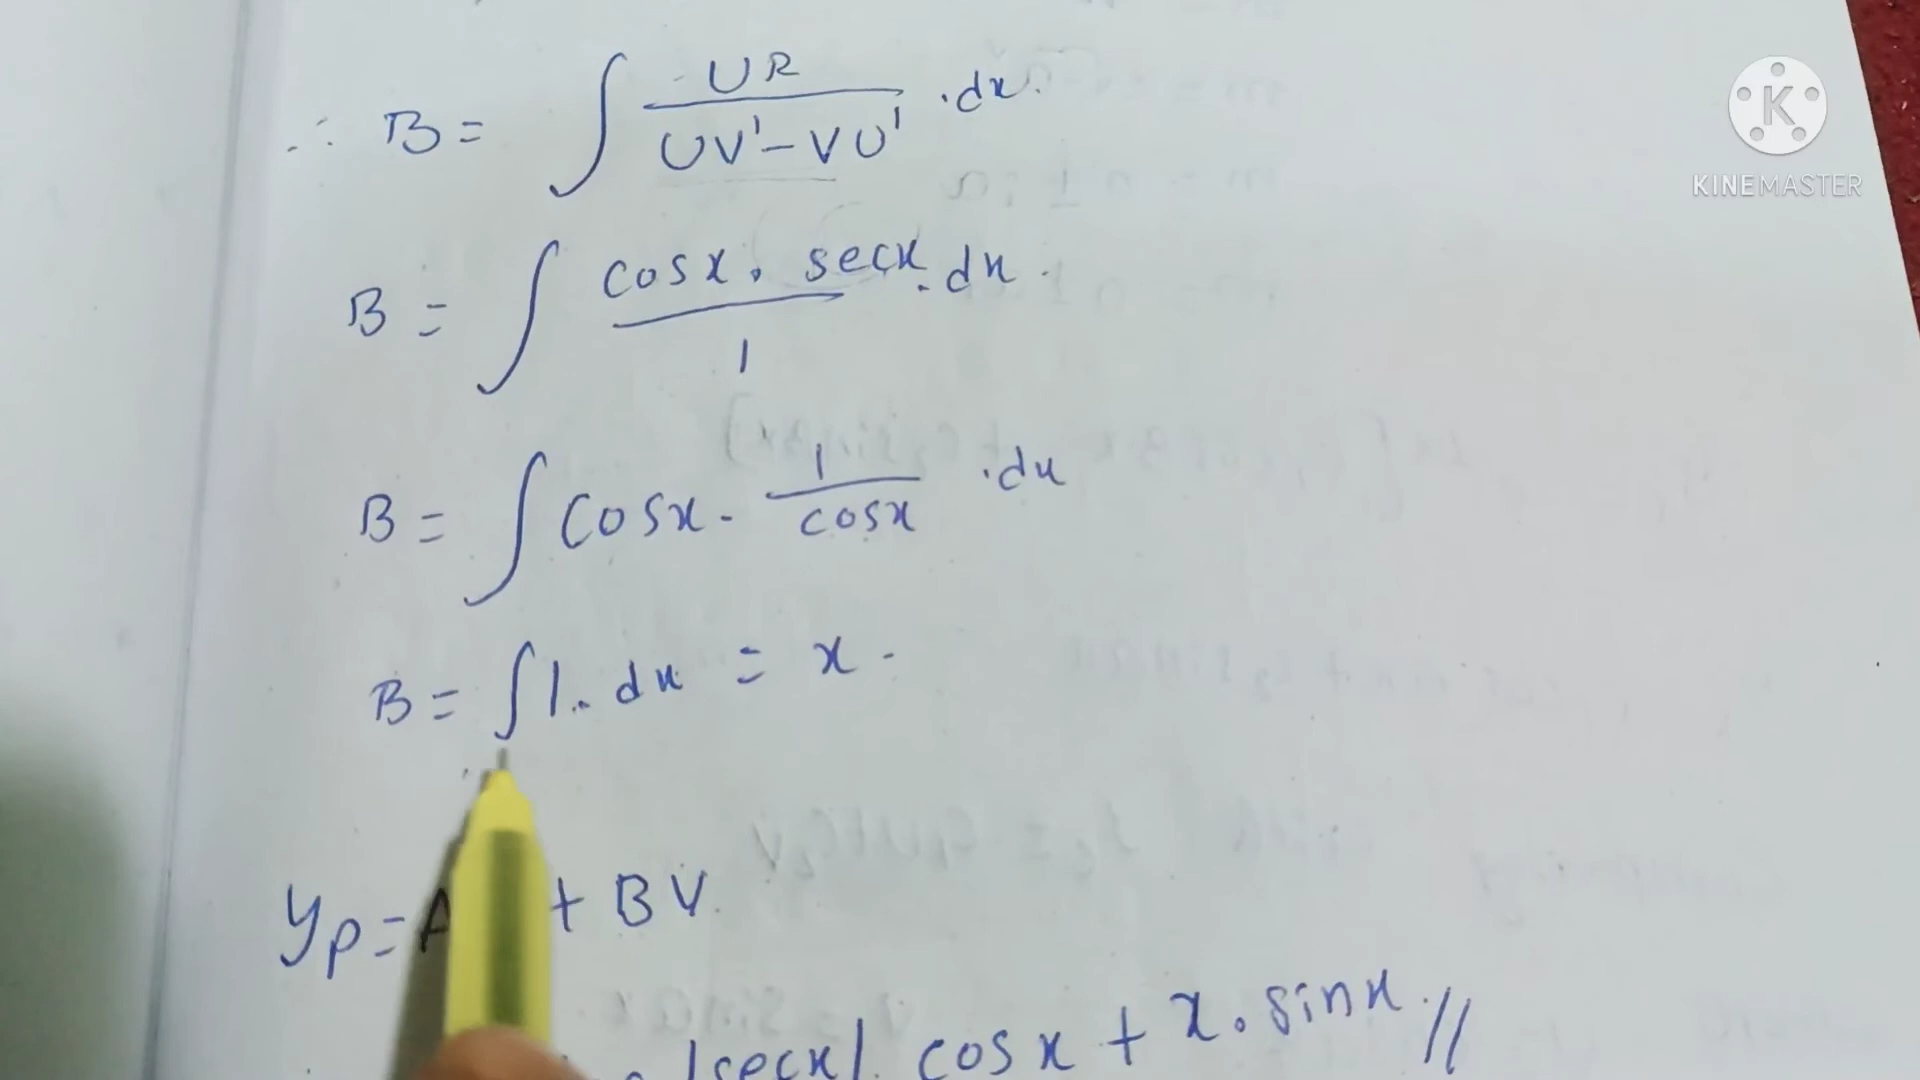 ∴ B = ∫ UR / UV' - VU' .dx.
K
KINEMASTER
B = ∫ cosx. secx / 1 .dx.
B = ∫ cosx. 1 / cosx .dx
B = ∫ 1. dx = x.
yp = A + BV.
|secx|. cosx + x. sinx //